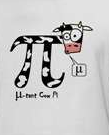 μ
μ-tant Cow Pi